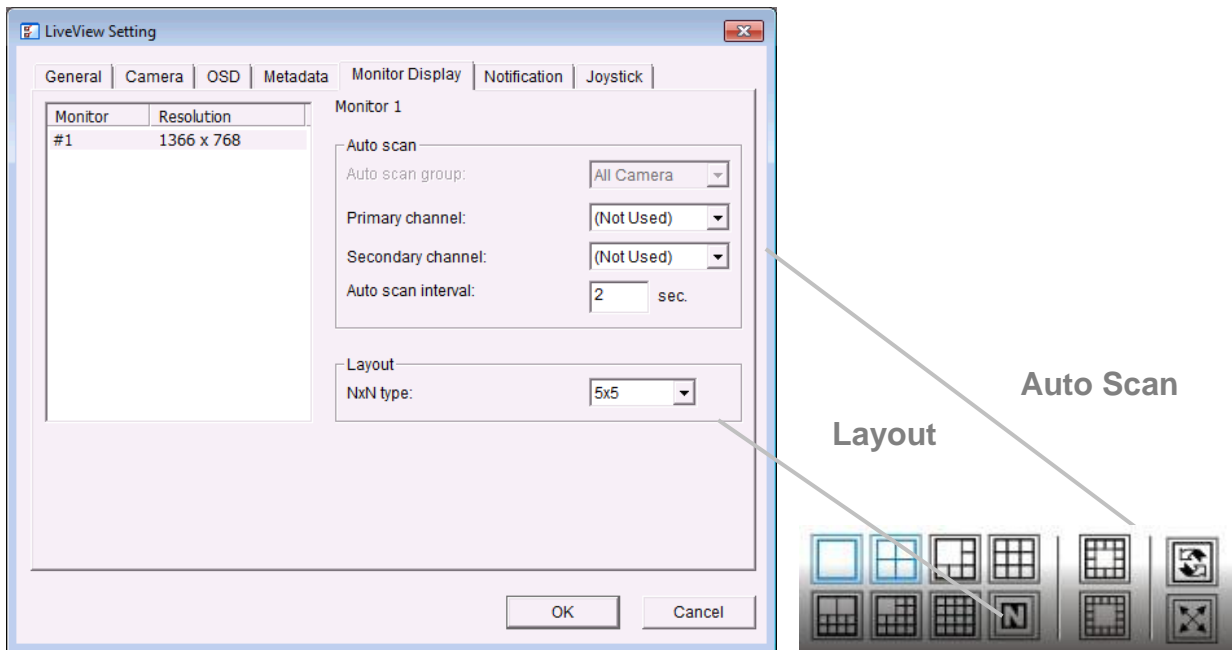 LiveView Setting
General Camera OSD Metadata Monitor Display Notification Joystick
Monitor Resolution
#1 1366 x 768
Monitor 1
Auto scan
Auto scan group: All Camera
Primary channel: (Not Used)
Secondary channel: (Not Used)
Auto scan interval: 2 sec.
Layout
NxN type: 5x5
OK Cancel
Auto Scan
Layout
N